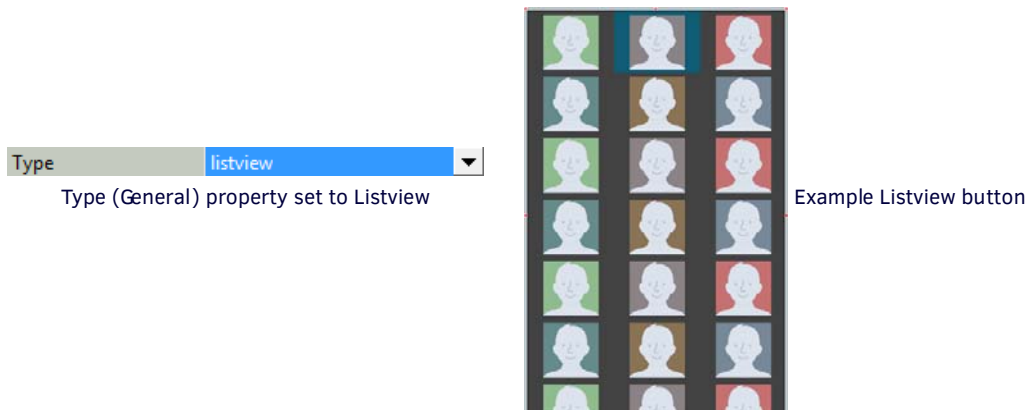 Type listview
Type (General) property set to Listview
Example Listview button